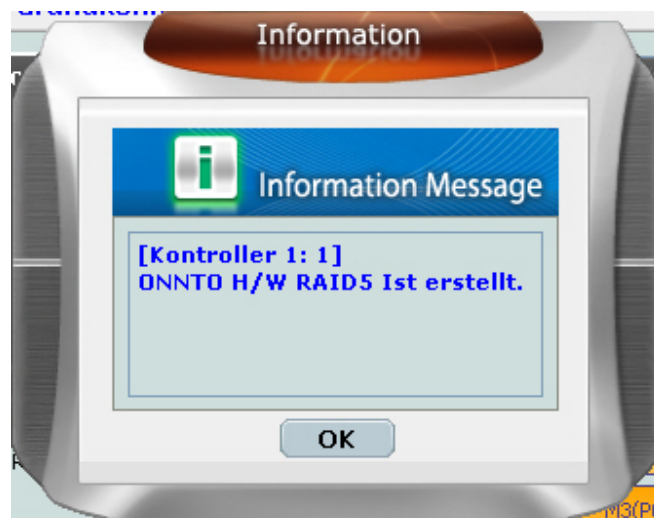 Information
Information Message
[Kontroller 1: 1]
ONNTO H/W RAID5 Ist erstellt.
OK